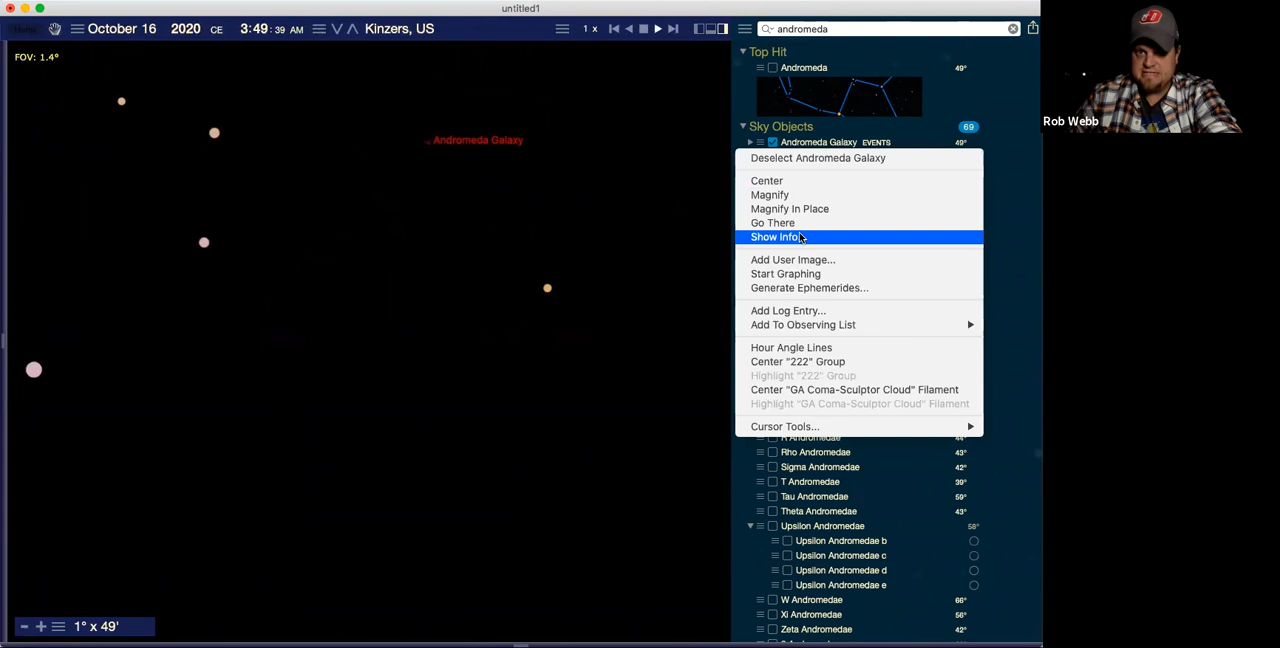 untitled1
October 16 2020 CE 3:49:39 AM Kinzers, US 1 x
andromeda
FOV: 1.4°
Andromeda Galaxy
1° x 49'
Top Hit
Andromeda 49°
Sky Objects 69
Andromeda Galaxy EVENTS 49°
Deselect Andromeda Galaxy
Center
Magnify
Magnify In Place
Go There
Show Info
Add User Image...
Start Graphing
Generate Ephemerides...
Add Log Entry...
Add To Observing List
Hour Angle Lines
Center "222" Group
Highlight "222" Group
Center "GA Coma-Sculptor Cloud" Filament
Highlight "GA Coma-Sculptor Cloud" Filament
Cursor Tools...
R Andromedae 44°
Rho Andromedae 43°
Sigma Andromedae 42°
T Andromedae 39°
Tau Andromedae 59°
Theta Andromedae 43°
Upsilon Andromedae 58°
Upsilon Andromedae b
Upsilon Andromedae c
Upsilon Andromedae d
Upsilon Andromedae e
W Andromedae 66°
Xi Andromedae 56°
Zeta Andromedae 42°
Rob Webb